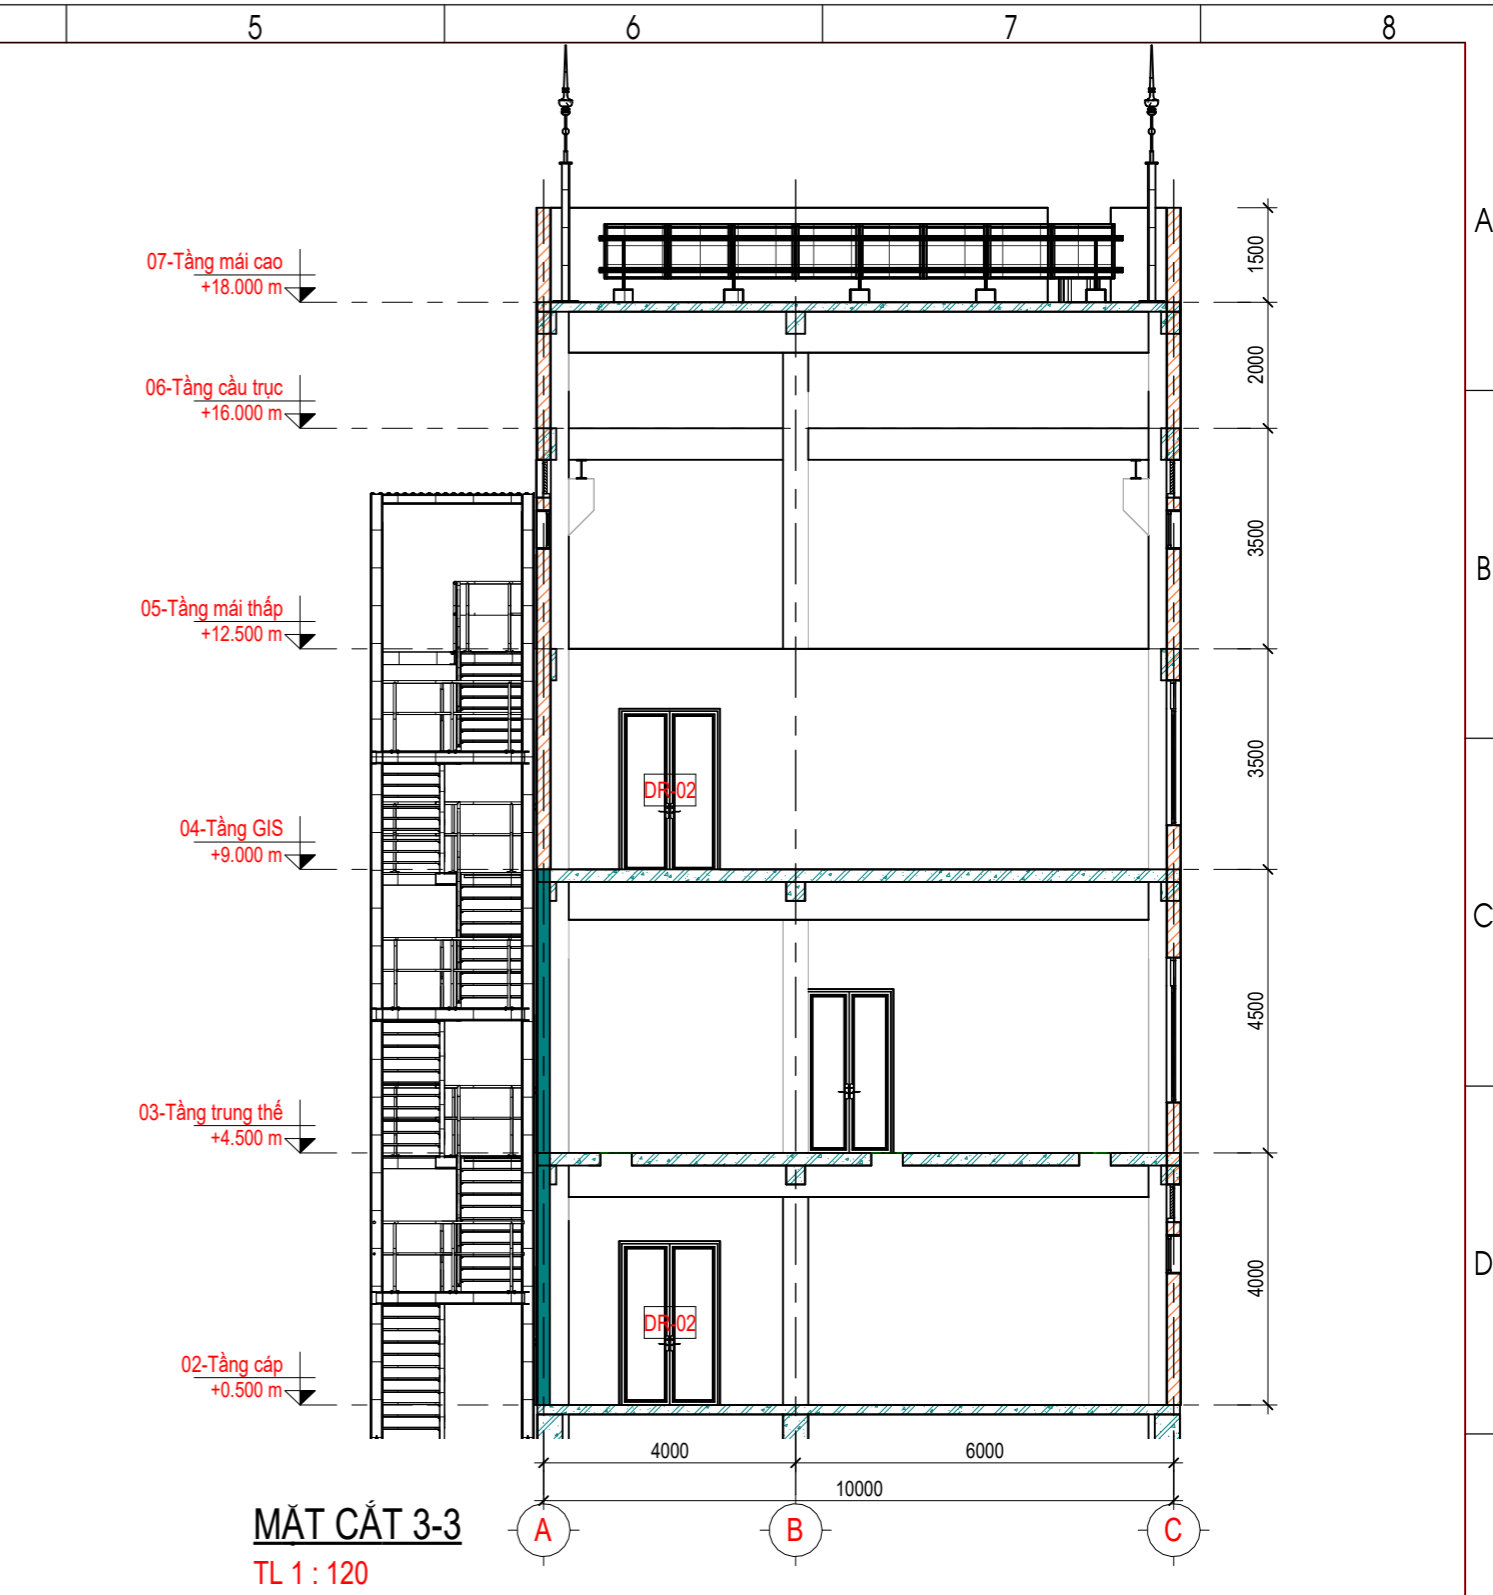 5
6
7
8
A
07-Tầng mái cao
+18.000 m
1500
2000
06-Tầng cầu trục
+16.000 m
3500
B
05-Tầng mái thấp
+12.500 m
3500
DR-02
04-Tầng GIS
+9.000 m
C
4500
03-Tầng trung thế
+4.500 m
D
4000
DR-02
02-Tầng cáp
+0.500 m
4000
6000
10000
MẶT CẮT 3-3
A
B
C
TL 1 : 120